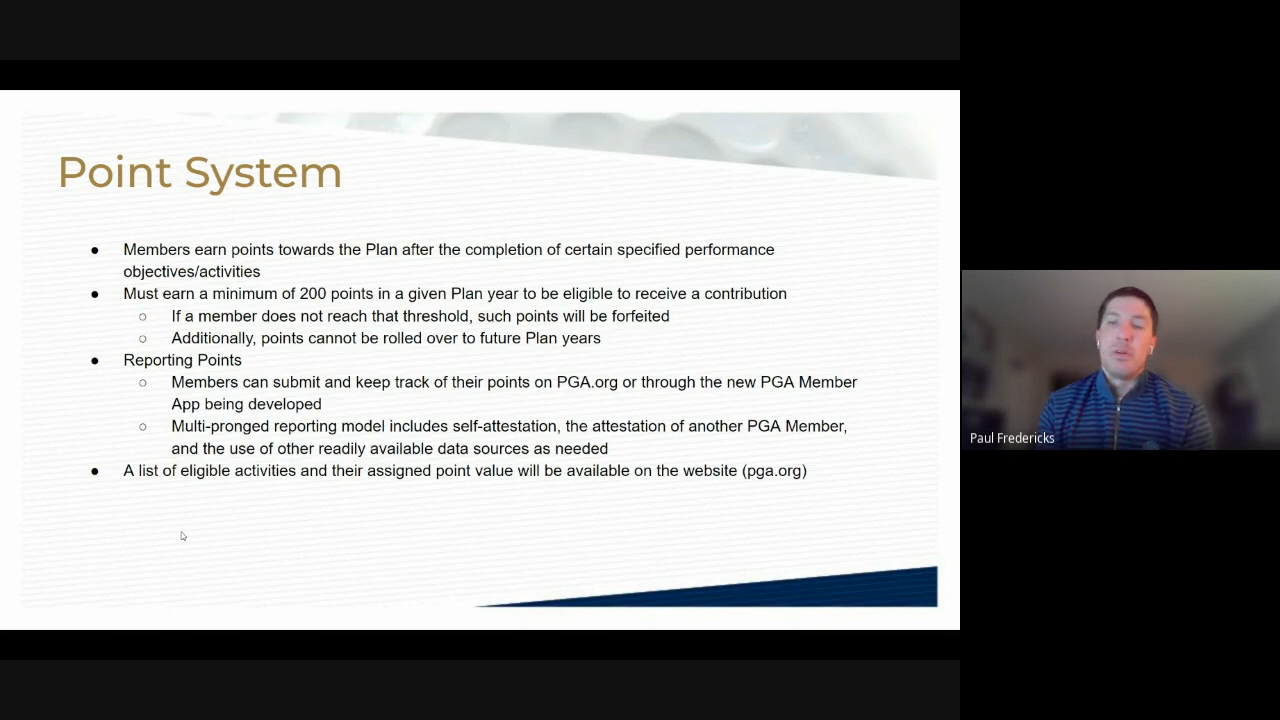 Point System
● Members earn points towards the Plan after the completion of certain specified performance
objectives/activities
● Must earn a minimum of 200 points in a given Plan year to be eligible to receive a contribution
○ If a member does not reach that threshold, such points will be forfeited
○ Additionally, points cannot be rolled over to future Plan years
● Reporting Points
○ Members can submit and keep track of their points on PGA.org or through the new PGA Member
App being developed
○ Multi-pronged reporting model includes self-attestation, the attestation of another PGA Member,
and the use of other readily available data sources as needed
● A list of eligible activities and their assigned point value will be available on the website (pga.org)
Paul Fredericks